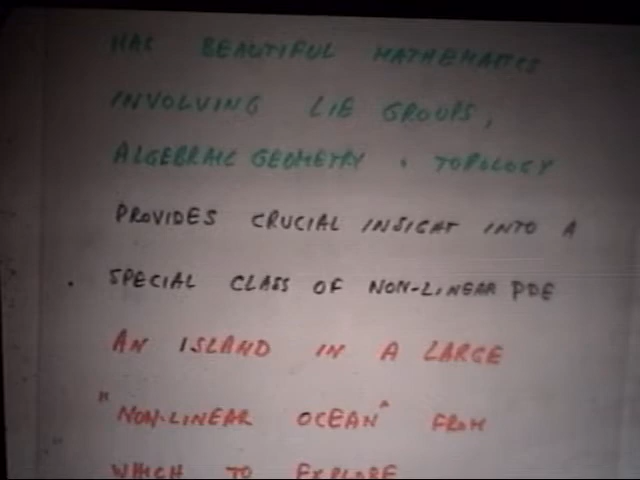 HAS BEAUTIFUL MATHEMATICS
INVOLVING LIE GROUPS,
ALGEBRAIC GEOMETRY + TOPOLOGY
PROVIDES CRUCIAL INSIGHT INTO A
. SPECIAL CLASS OF NON-LINEAR PDE
AN ISLAND IN A LARGE
"NON-LINEAR OCEAN" FROM
WHICH TO EXPLORE